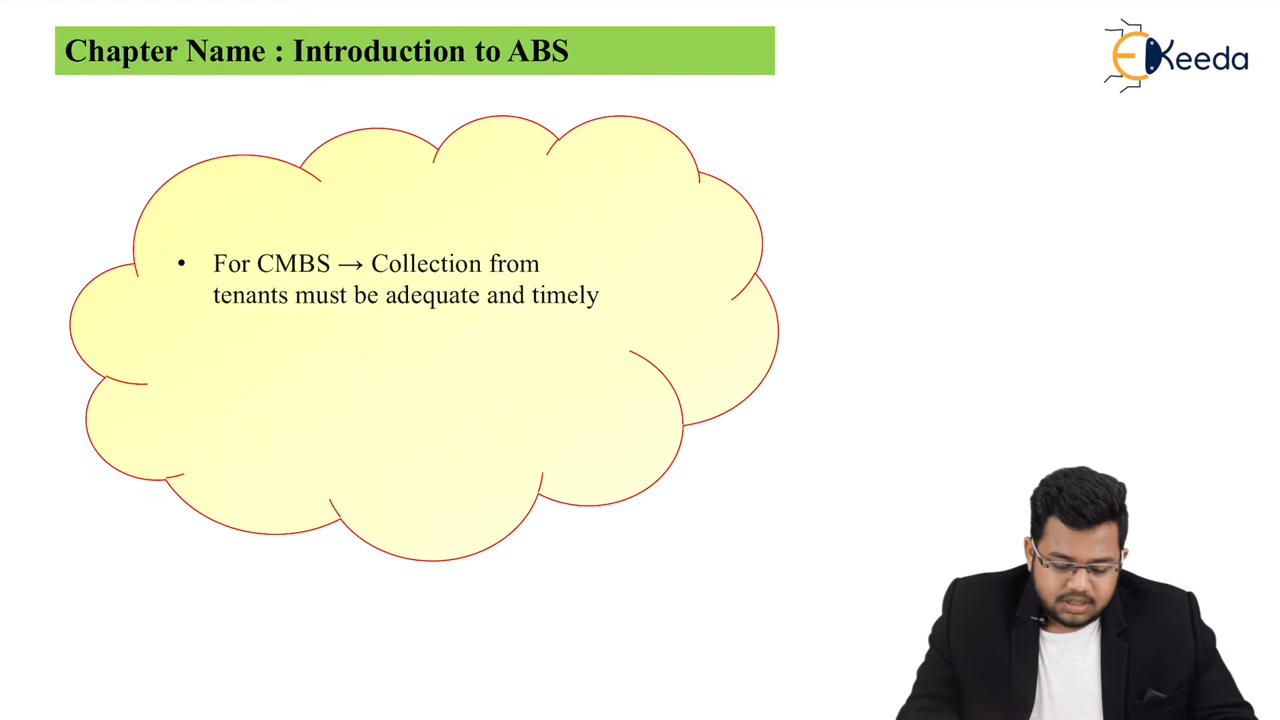 Chapter Name : Introduction to ABS
EKeeda
• For CMBS → Collection from
tenants must be adequate and timely